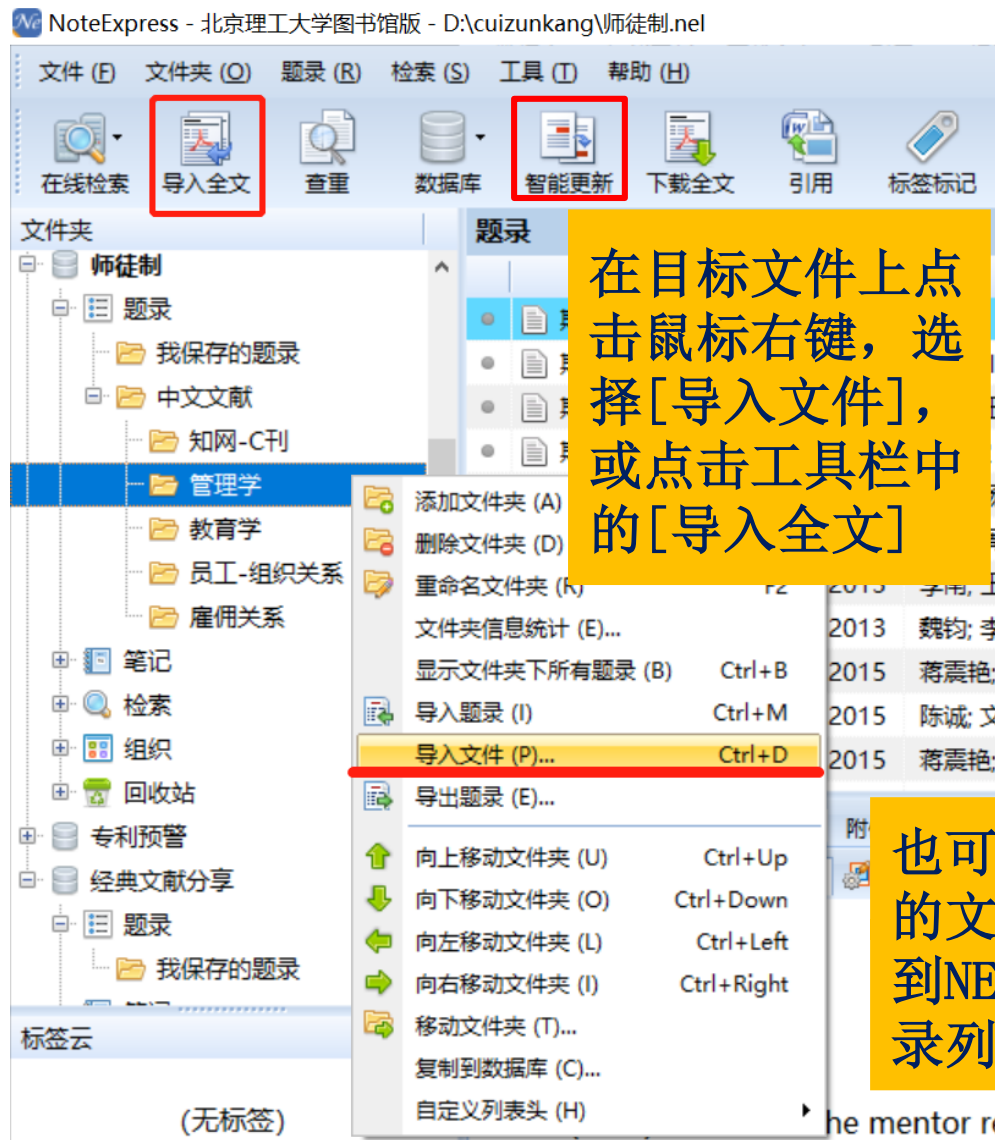 NoteExpress - 北京理工大学图书馆版 - D:\cuizunkang\师徒制.nel
文件 (F) 文件夹 (O) 题录 (R) 检索 (S) 工具 (T) 帮助 (H)
在线检索 导入全文 查重 数据库 智能更新 下载全文 引用 标签标记
文件夹
师徒制
题录
我保存的题录
中文文献
知网-C刊
管理学
教育学
员工-组织关系
雇佣关系
笔记
检索
组织
回收站
专利预警
经典文献分享
题录
我保存的题录
标签云
(无标签)
题录
在目标文件上点
击鼠标右键，选
择[导入文件]，
或点击工具栏中
的[导入全文]
添加文件夹 (A)
删除文件夹 (D)
重命名文件夹 (R) F2
文件夹信息统计 (E)...
显示文件夹下所有题录 (B) Ctrl+B
导入题录 (I) Ctrl+M
导入文件 (P)... Ctrl+D
导出题录 (E)...
向上移动文件夹 (U) Ctrl+Up
向下移动文件夹 (O) Ctrl+Down
向左移动文件夹 (L) Ctrl+Left
向右移动文件夹 (I) Ctrl+Right
移动文件夹 (T)...
复制到数据库 (C)...
自定义列表头 (H)
2013 魏钧; 李
2015 蒋震艳;
2015 陈诚; 文
2015 蒋震艳;
附
也可
的文
到NE
录列
he mentor r